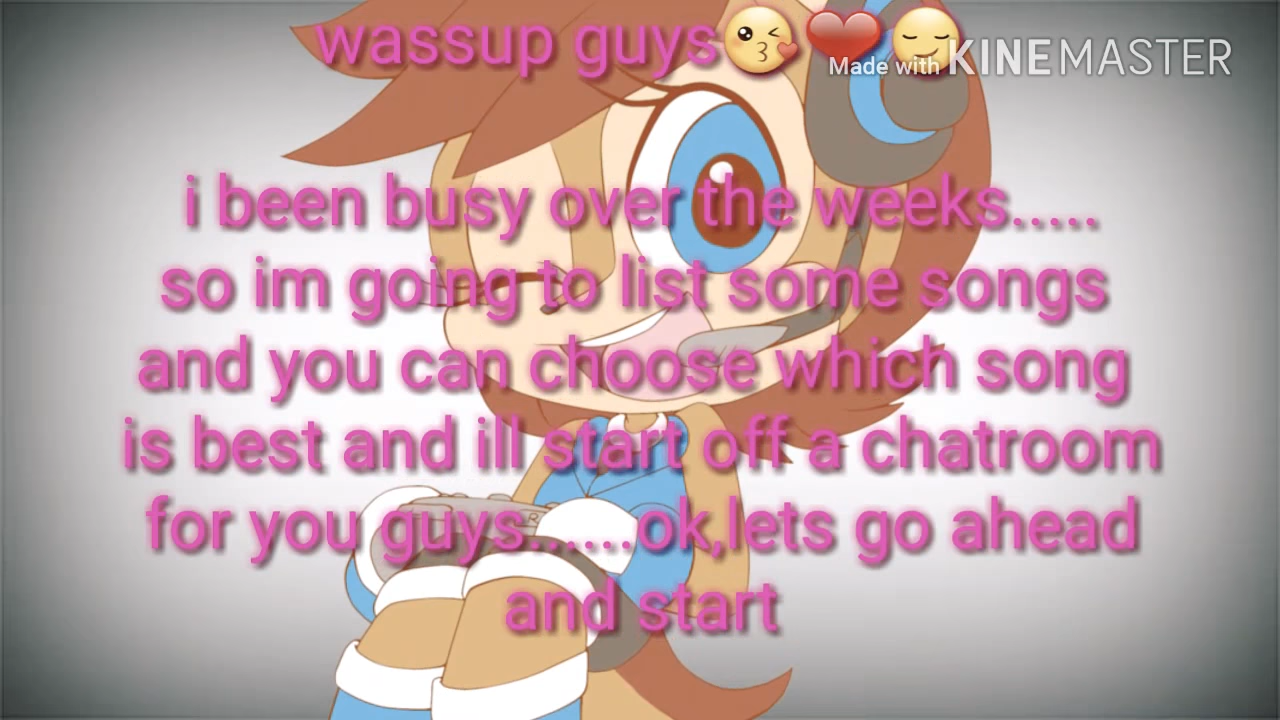 wassup guys😘❤️😌
Made with KINEMASTER
i been busy over the weeks.....
so im going to list some songs
and you can choose which song
is best and ill start off a chatroom
for you guys......ok,lets go ahead
and start
R